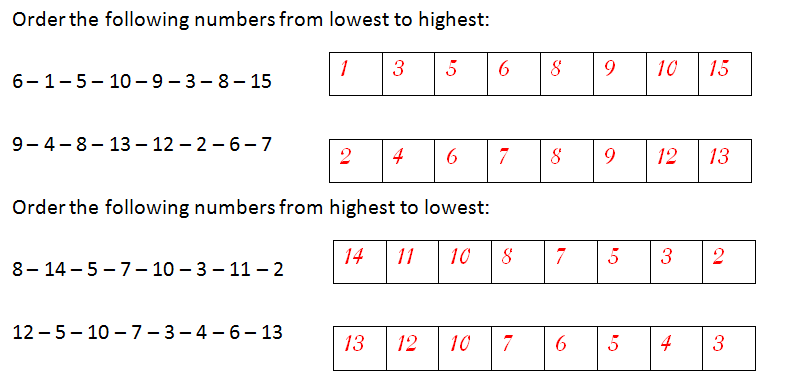 Order the following numbers from lowest to highest:
6 – 1 – 5 – 10 – 9 – 3 – 8 – 15
1 3 5 6 8 9 10 15
9 – 4 – 8 – 13 – 12 – 2 – 6 – 7
2 4 6 7 8 9 12 13
Order the following numbers from highest to lowest:
8 – 14 – 5 – 7 – 10 – 3 – 11 – 2
14 11 10 8 7 5 3 2
12 – 5 – 10 – 7 – 3 – 4 – 6 – 13
13 12 10 7 6 5 4 3